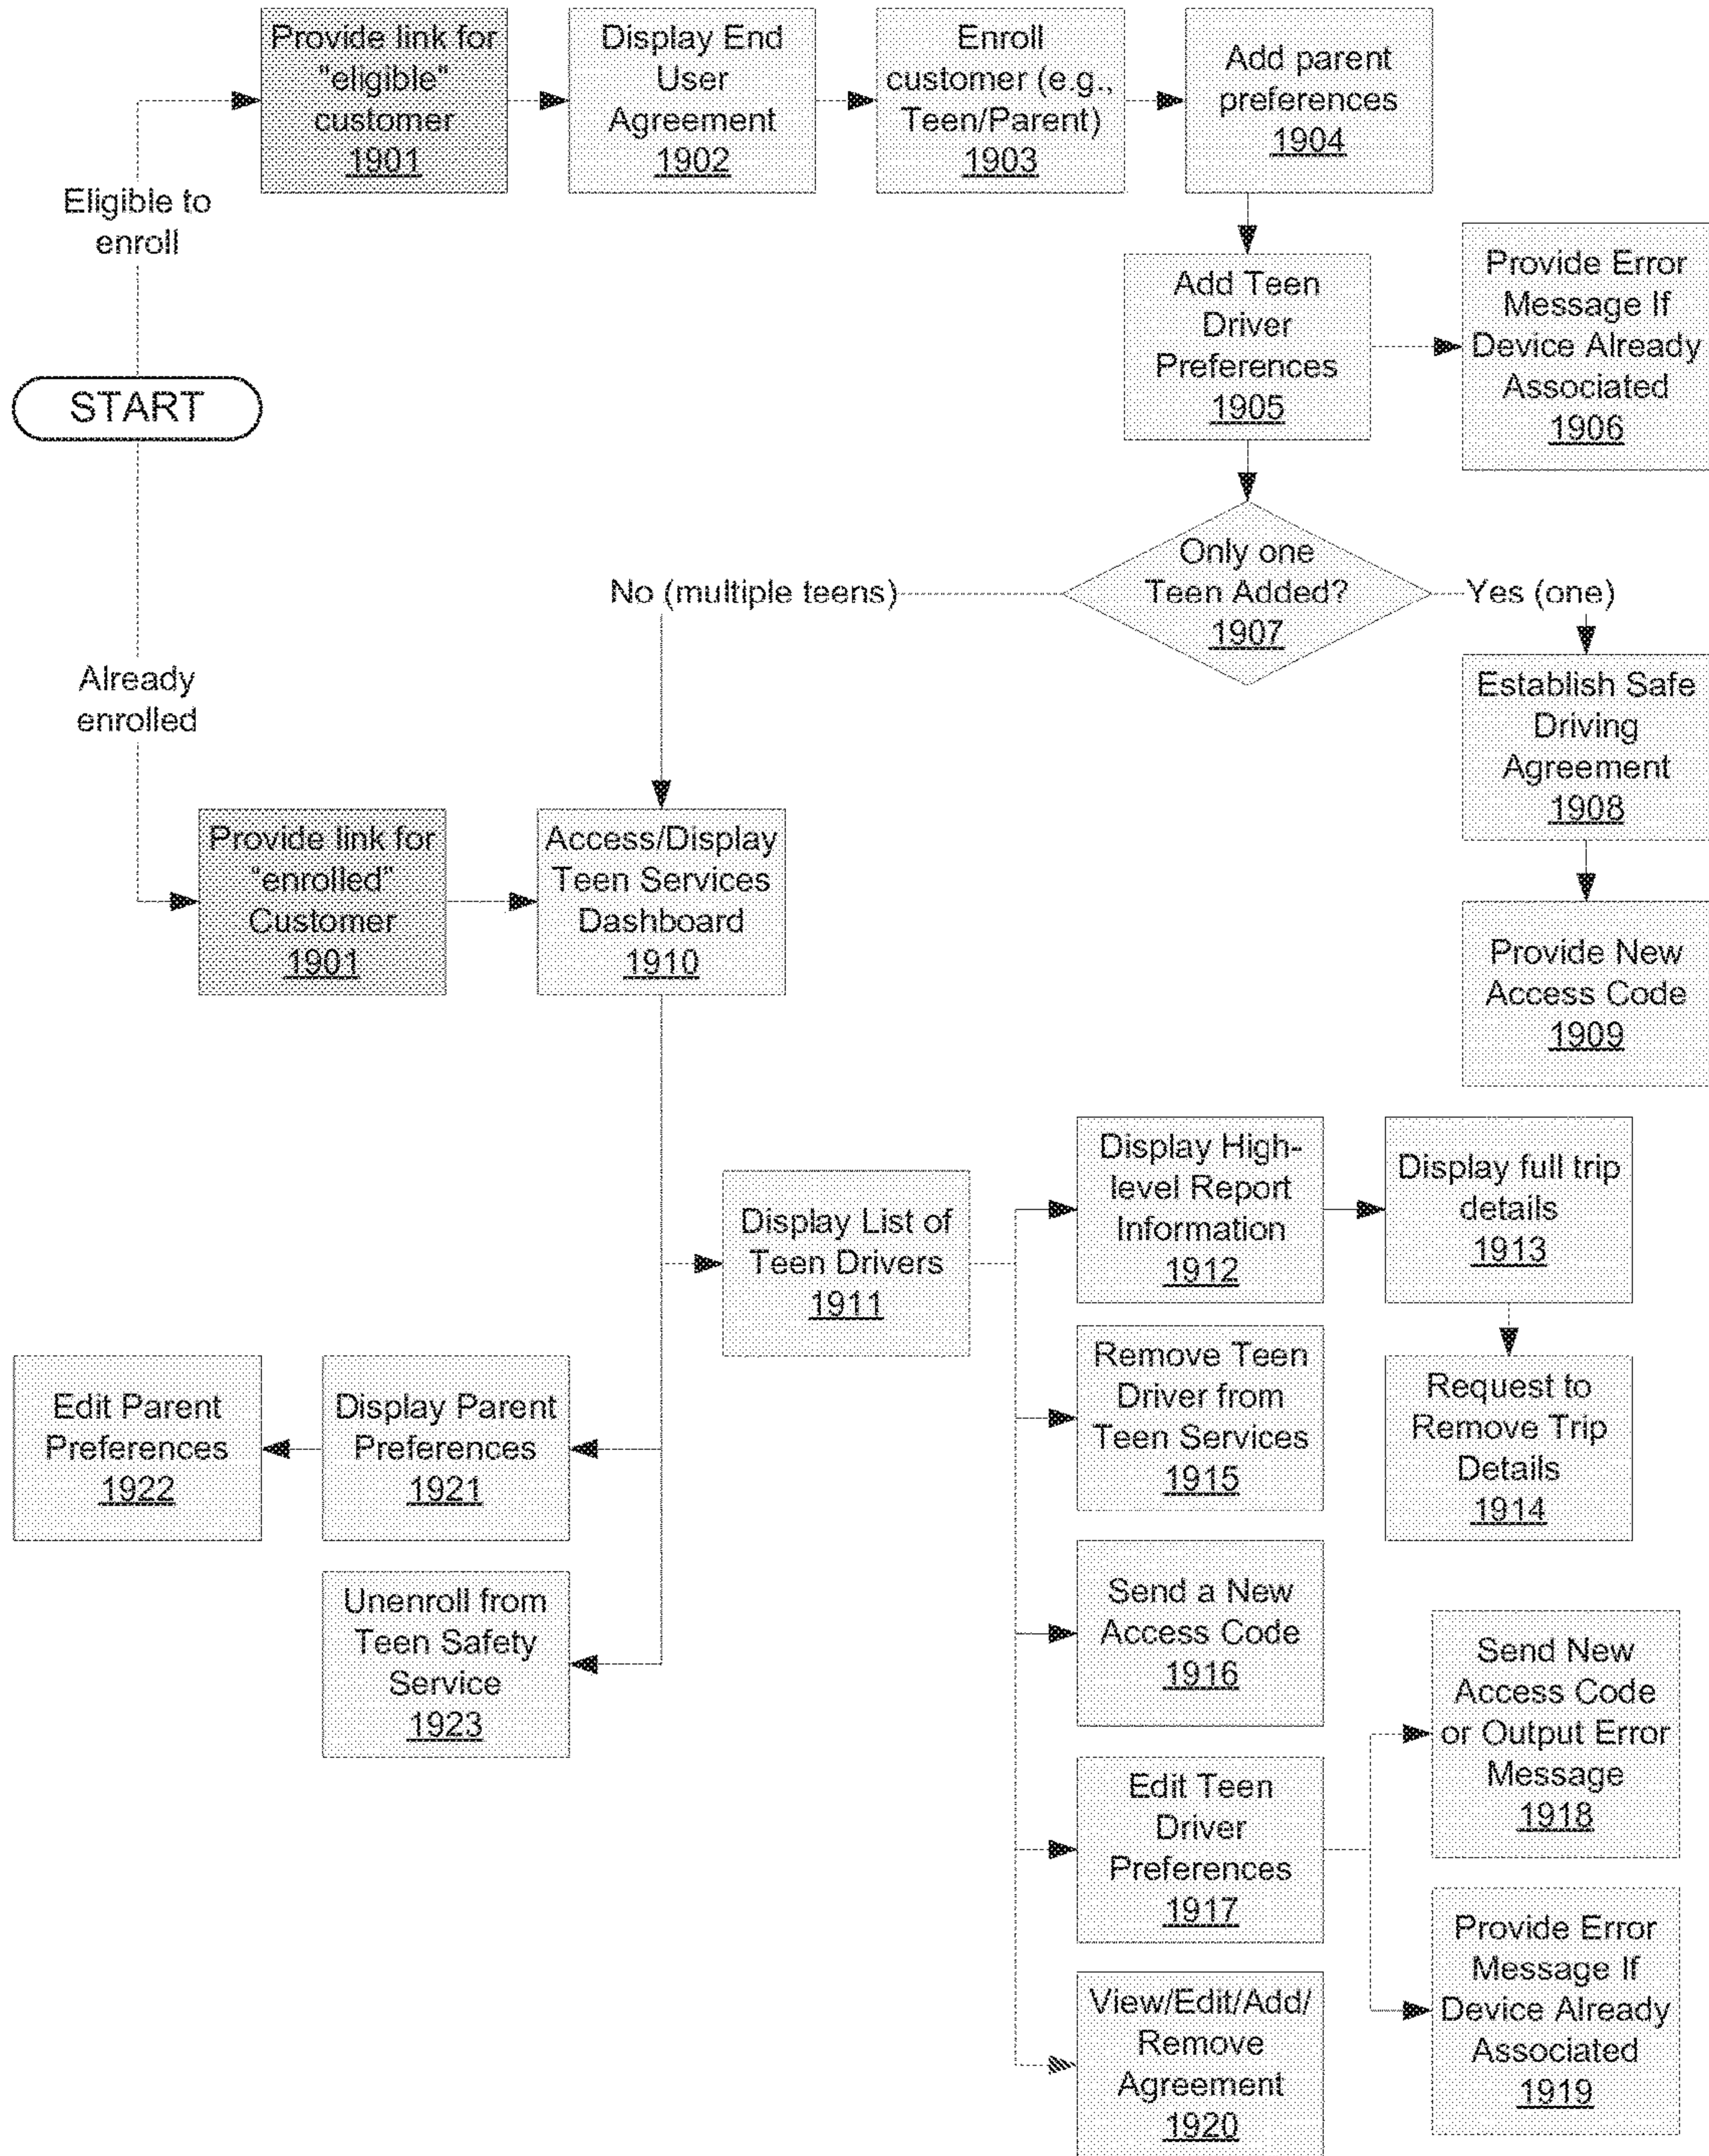 Provide link for
"eligible"
customer
1901
Display End
User
Agreement
1902
Enroll
customer (e.g.,
Teen/Parent)
1903
Add parent
preferences
1904
Eligible to
enroll
Add Teen
Driver
Preferences
1905
Provide Error
Message If
Device Already
Associated
1906
START
Only one
Teen Added?
1907
No (multiple teens)
Yes (one)
Already
enrolled
Establish Safe
Driving
Agreement
1908
Provide link for
"enrolled"
Customer
1901
Access/Display
Teen Services
Dashboard
1910
Provide New
Access Code
1909
Display List of
Teen Drivers
1911
Display High-
level Report
Information
1912
Display full trip
details
1913
Remove Teen
Driver from
Teen Services
1915
Request to
Remove Trip
Details
1914
Edit Parent
Preferences
1922
Display Parent
Preferences
1921
Unenroll from
Teen Safety
Service
1923
Send a New
Access Code
1916
Edit Teen
Driver
Preferences
1917
Send New
Access Code
or Output Error
Message
1918
Provide Error
Message If
Device Already
Associated
1919
View/Edit/Add/
Remove
Agreement
1920